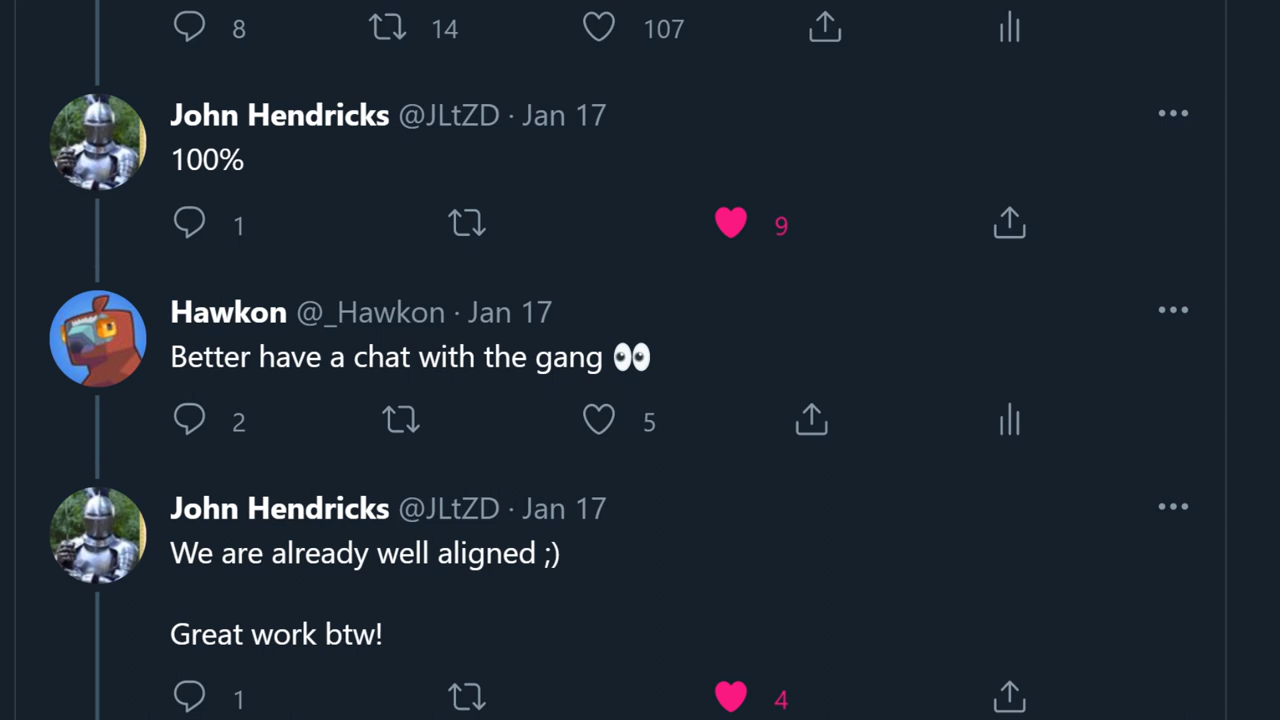 8 14 107
John Hendricks @JLtZD · Jan 17
100%
1 9
Hawkon @_Hawkon · Jan 17
Better have a chat with the gang 👀
2 5
John Hendricks @JLtZD · Jan 17
We are already well aligned ;)
Great work btw!
1 4